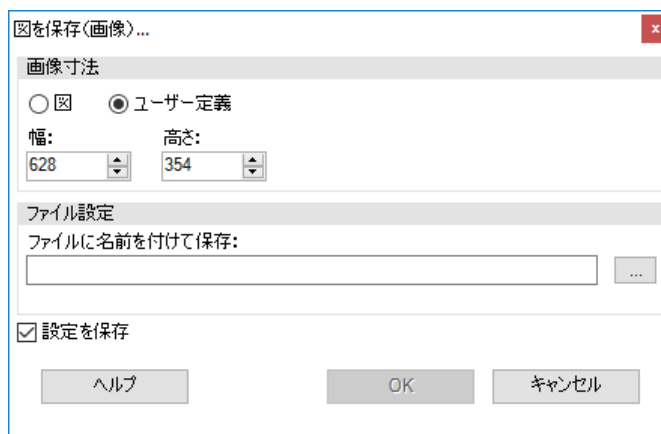 図を保存(画像)...
x
画像寸法
図 ユーザー定義
幅: 高さ:
628 354
ファイル設定
ファイルに名前を付けて保存:
...
設定を保存
ヘルプ OK キャンセル